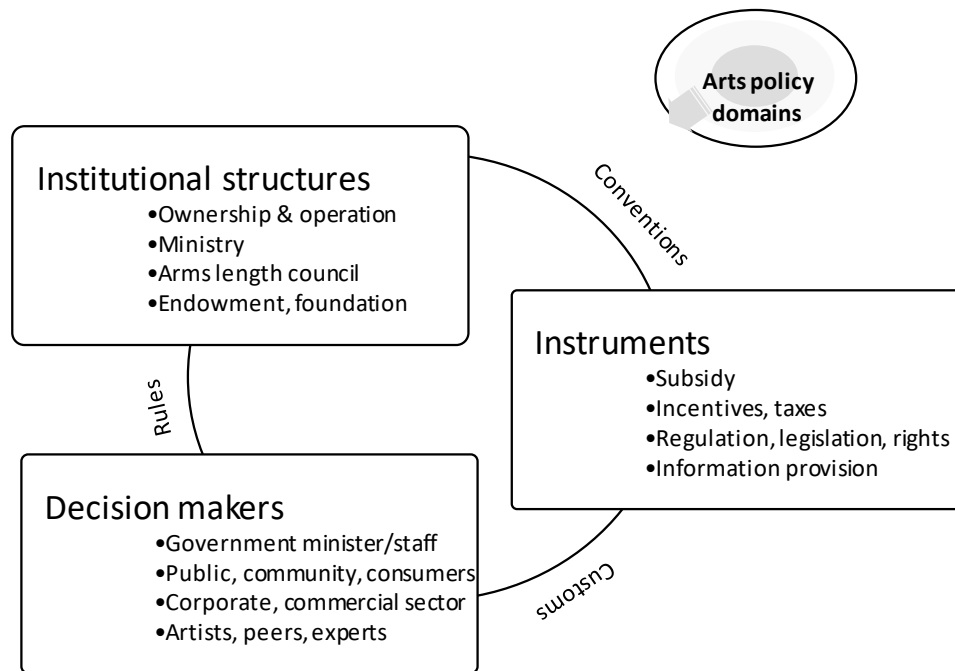 Arts policy
domains
Institutional structures
•Ownership & operation
•Ministry
•Arms length council
•Endowment, foundation
Conventions
Instruments
•Subsidy
•Incentives, taxes
•Regulation, legislation, rights
•Information provision
Rules
Decision makers
•Government minister/staff
•Public, community, consumers
•Corporate, commercial sector
•Artists, peers, experts
Customs